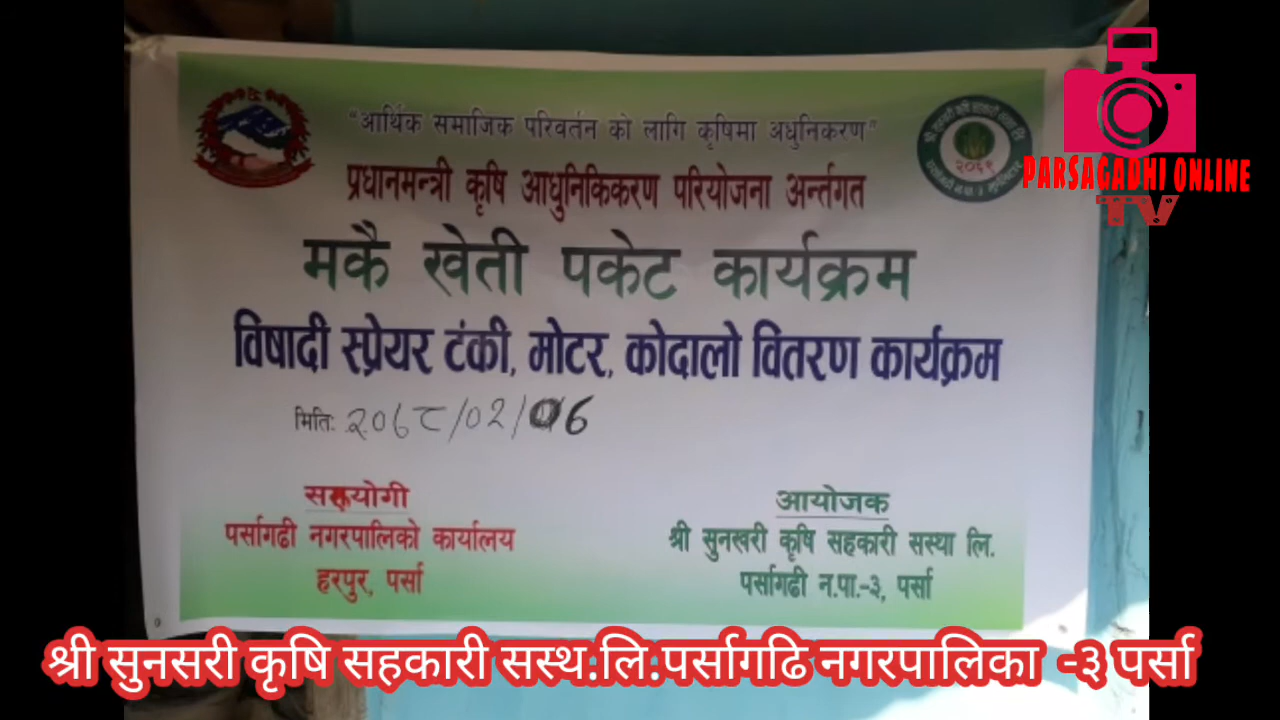 "आर्थिक समाजिक परिवर्तन को लागि कृषिमा अधुनिकरण"
प्रधानमन्त्री कृषि आधुनिकिकरण परियोजना अर्न्तगत
मकै खेती पकेट कार्यक्रम
विषादी स्प्रेयर टंकी, मोटर, कोदालो वितरण कार्यक्रम
मिति: २०७८/02/06
सहयोगी
पर्सागढी नगरपालिको कार्यालय
हरपुर, पर्सा
आयोजक
श्री सुनखरी कृषि सहकारी सस्था लि.
पर्सागढी न.पा.-३, पर्सा
२०६९
PARSAGADHI ONLINE
TV
श्री सुनसरी कृषि सहकारी सस्थ.लि.पर्सागढि नगरपालिका -३ पर्सा